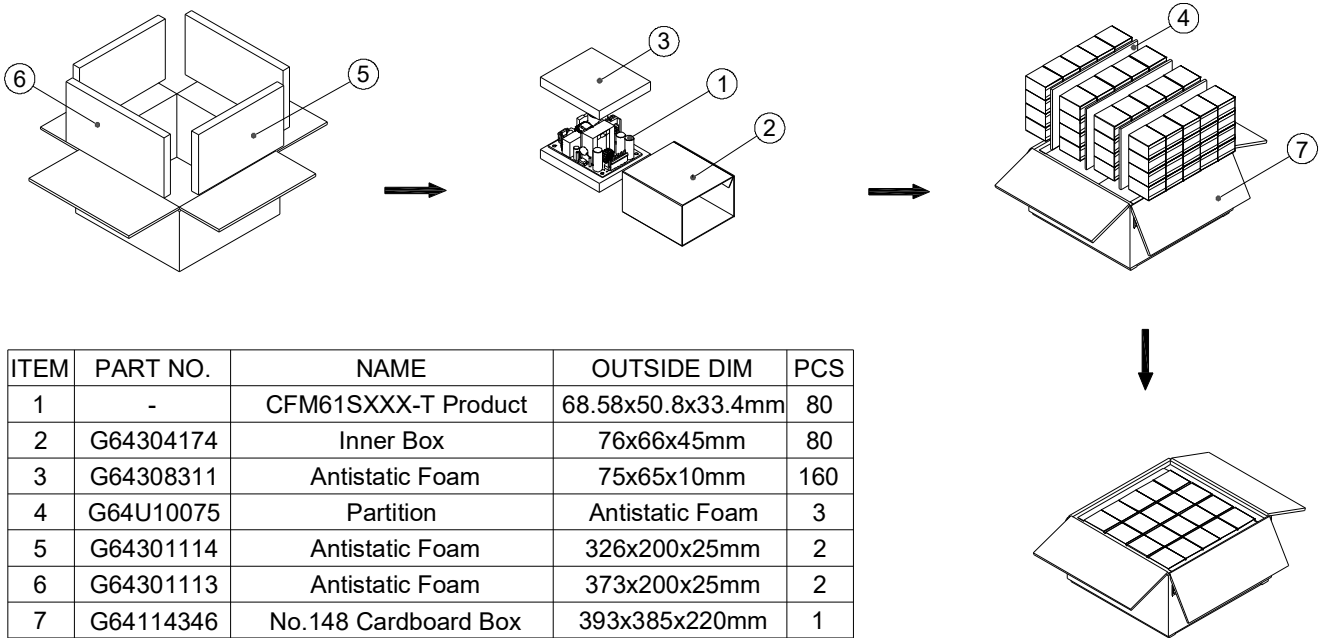 6
5
3
1
2
4
7
ITEM PART NO. NAME OUTSIDE DIM PCS
1 - CFM61SXXX-T Product 68.58x50.8x33.4mm 80
2 G64304174 Inner Box 76x66x45mm 80
3 G64308311 Antistatic Foam 75x65x10mm 160
4 G64U10075 Partition Antistatic Foam 3
5 G64301114 Antistatic Foam 326x200x25mm 2
6 G64301113 Antistatic Foam 373x200x25mm 2
7 G64114346 No.148 Cardboard Box 393x385x220mm 1